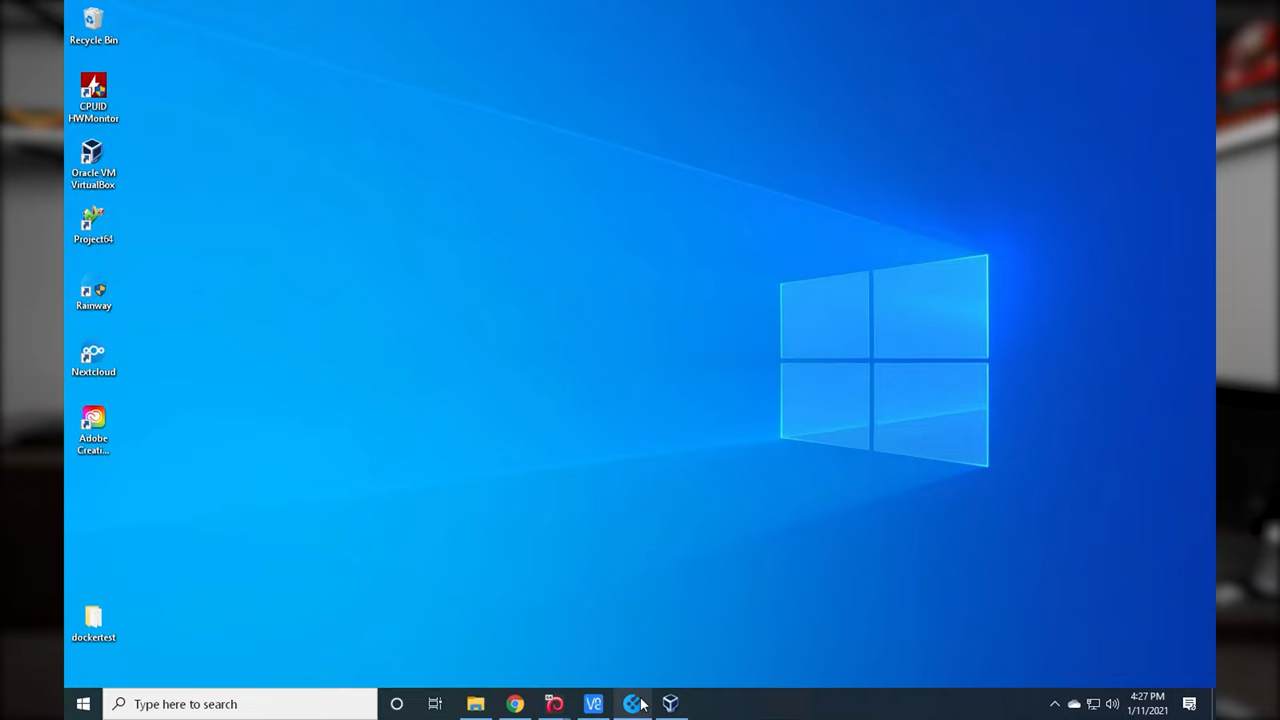 Recycle Bin
CPUID
HWMonitor
Oracle VM
VirtualBox
Project64
Rainway
Nextcloud
Adobe
Creati...
dockertest
Type here to search
4:27 PM
1/11/2021